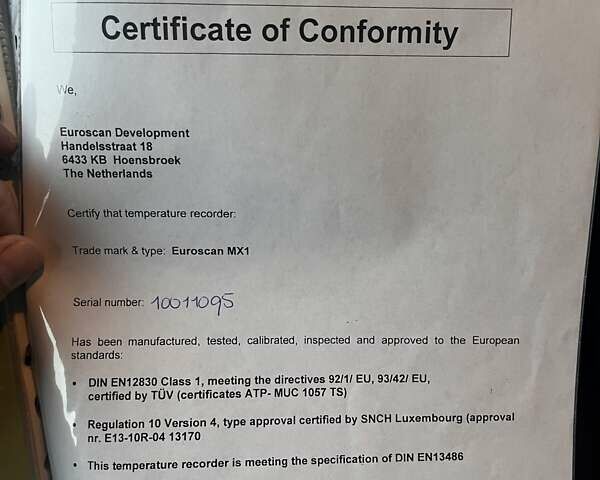 Certificate of Conformity
We,
Euroscan Development
Handelsstraat 18
6433 KB Hoensbroek
The Netherlands
Certify that temperature recorder:
Trade mark & type: Euroscan MX1
Serial number: 10011095
Has been manufactured, tested, calibrated, inspected and approved to the European
standards:
• DIN EN12830 Class 1, meeting the directives 92/1/ EU, 93/42/ EU,
certified by TÜV (certificates ATP- MUC 1057 TS)
• Regulation 10 Version 4, type approval certified by SNCH Luxembourg (approval
nr. E13-10R-04 13170
• This temperature recorder is meeting the specification of DIN EN13486